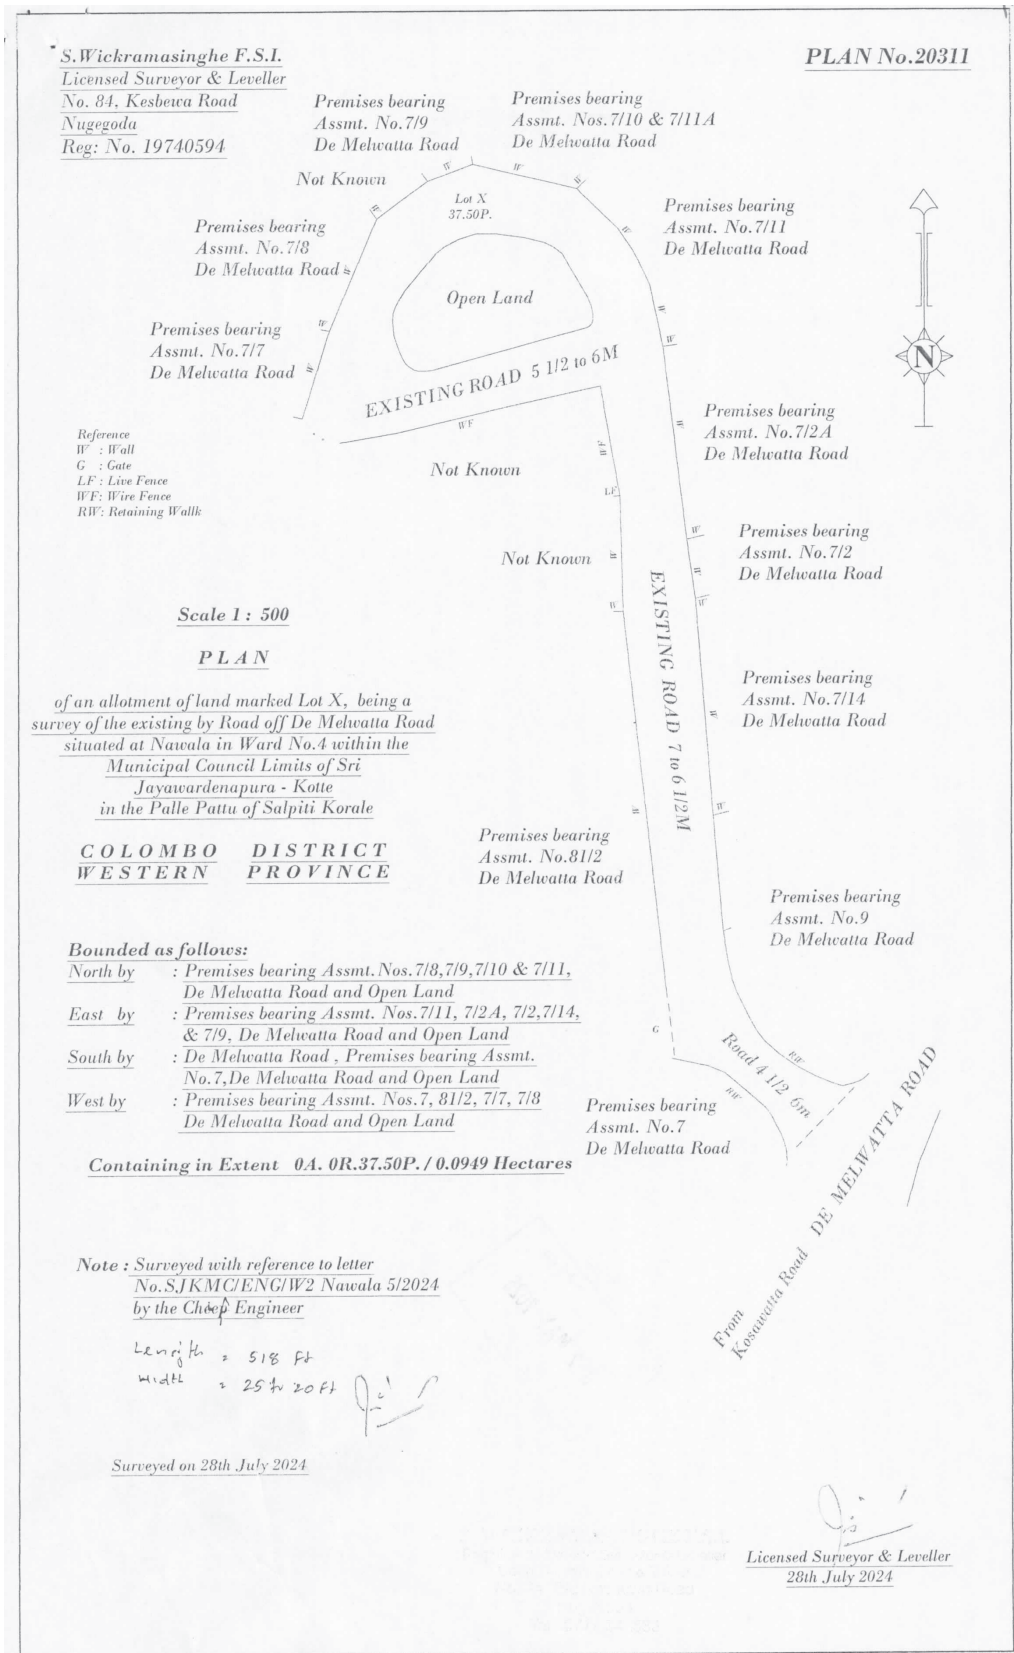 S.Wickramasinghe F.S.I.
Licensed Surveyor & Leveller
No. 84, Kesbewa Road
Nugegoda
Reg: No. 19740594
PLAN No.20311
Premises bearing
Assmt. No.7/9
De Melwatta Road
Premises bearing
Assmt. Nos.7/10 & 7/11A
De Melwatta Road
Not Known
Lot X
37.50P.
Premises bearing
Assmt. No.7/8
De Melwatta Road
Premises bearing
Assmt. No.7/11
De Melwatta Road
Open Land
N
Premises bearing
Assmt. No.7/7
De Melwatta Road
EXISTING ROAD 5 1/2 to 6M
WF
Premises bearing
Assmt. No.7/2A
De Melwatta Road
Reference
W : Wall
G : Gate
LF : Live Fence
WF: Wire Fence
RW: Retaining Wallk
Not Known
LF
Not Known
Premises bearing
Assmt. No.7/2
De Melwatta Road
EXISTING ROAD 7 to 6 1/2M
Scale 1 : 500
PLAN
of an allotment of land marked Lot X, being a
survey of the existing by Road off De Melwatta Road
situated at Nawala in Ward No.4 within the
Municipal Council Limits of Sri
Jayawardenapura - Kotte
in the Palle Pattu of Salpiti Korale
Premises bearing
Assmt. No.7/14
De Melwatta Road
COLOMBO DISTRICT
WESTERN PROVINCE
Premises bearing
Assmt. No.81/2
De Melwatta Road
Premises bearing
Assmt. No.9
De Melwatta Road
Bounded as follows:
North by : Premises bearing Assmt.Nos.7/8,7/9,7/10 & 7/11,
De Melwatta Road and Open Land
East by : Premises bearing Assmt. Nos.7/11, 7/2A, 7/2,7/14,
& 7/9, De Melwatta Road and Open Land
South by : De Melwatta Road , Premises bearing Assmt.
No.7,De Melwatta Road and Open Land
West by : Premises bearing Assmt. Nos.7, 81/2, 7/7, 7/8
De Melwatta Road and Open Land
G
Road 4 1/2 6m
RW
RW
Premises bearing
Assmt. No.7
De Melwatta Road
Containing in Extent 0A. 0R.37.50P. / 0.0949 Hectares
From
Kosawatta Road DE MELWATTA ROAD
Note : Surveyed with reference to letter
No.SJKMC/ENG/W2 Nawala 5/2024
by the Engineer
Length = 518 Ft
Width = 25 to 20 Ft
Surveyed on 28th July 2024
Licensed Surveyor & Leveller
28th July 2024